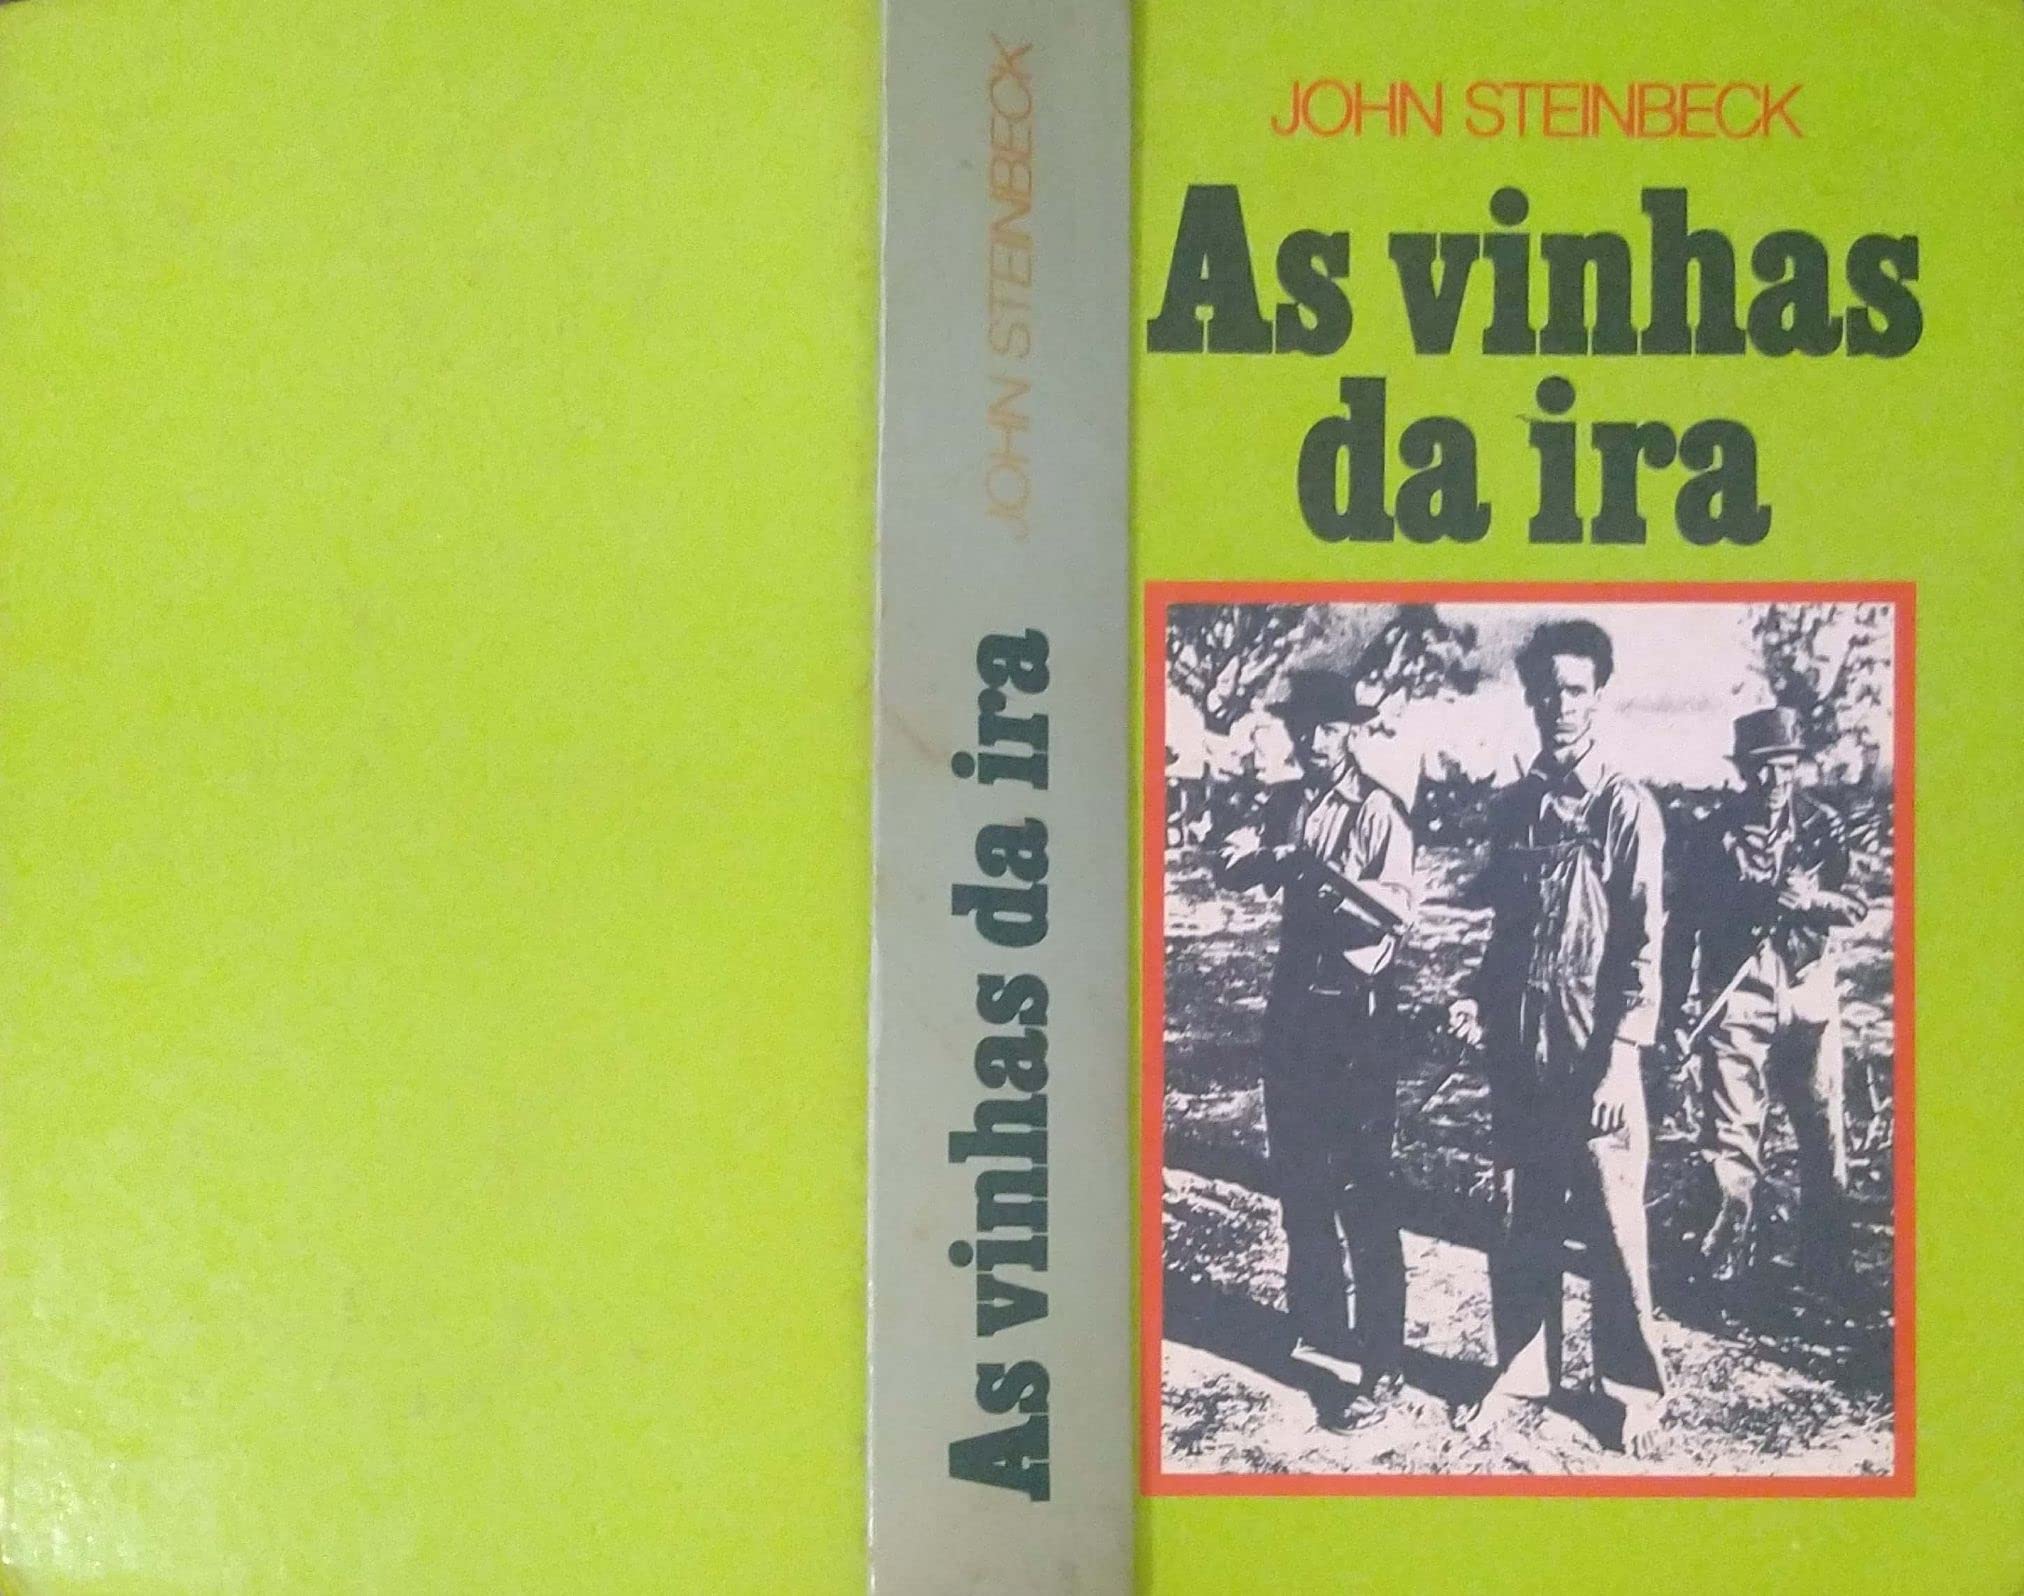 JOHN STEINBECK
As vinhas
da ira
As vinhas da ira
JOHN STEINBECK